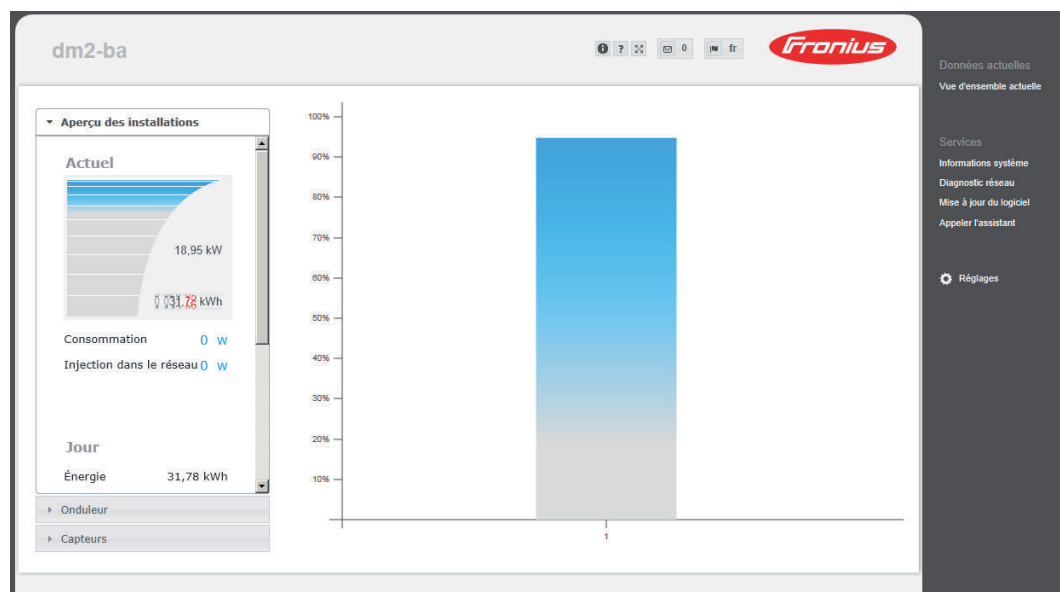 dm2-ba
i ? 0 fr
Fronius
Données actuelles
Vue d'ensemble actuelle
Services
Informations système
Diagnostic réseau
Mise à jour du logiciel
Appeler l'assistant
Réglages
Aperçu des installations
Actuel
18,95 kW
kWh
Consommation 0 W
Injection dans le réseau 0 W
Jour
Énergie 31,78 kWh
Onduleur
Capteurs
100%
90%
80%
70%
60%
50%
40%
30%
20%
10%
1